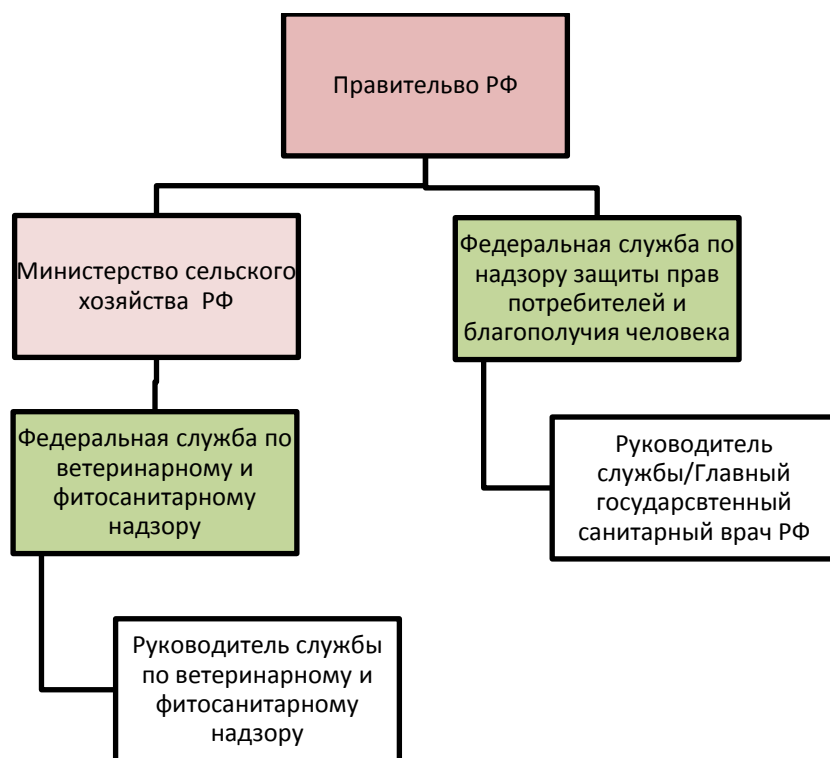 Правительво РФ
Министерство сельского
хозяйства РФ
Федеральная служба по
надзору защиты прав
потребителей и
благополучия человека
Федеральная служба по
ветеринарному и
фитосанитарному
надзору
Руководитель
службы/Главный
государсвтенный
санитарный врач РФ
Руководитель службы
по ветеринарному и
фитосанитарному
надзору